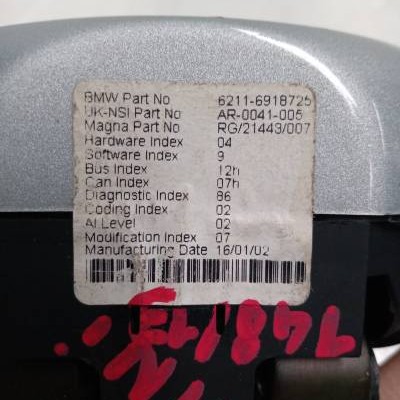 BMW Part No 6211-6918725
UK-NSI Part No AR-0041-005
Magna Part No RG/21443/007
Hardware Index 04
Software Index 9
Bus Index 12h
Can Index 07h
Diagnostic Index 86
Coding Index 02
AI Level 02
Modification Index 07
Manufacturing Date 16/01/02